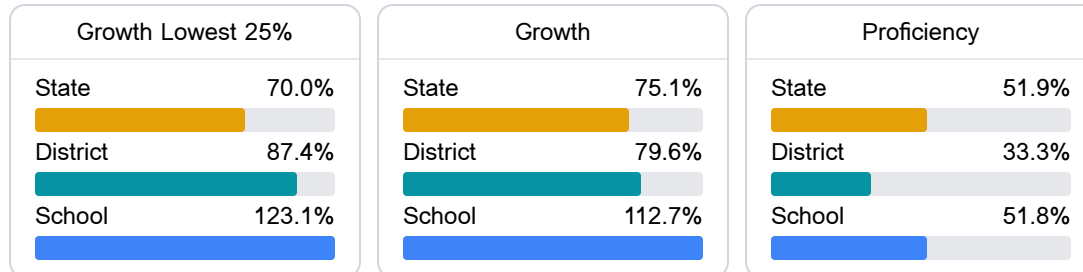 Growth Lowest 25%
State 70.0%
District 87.4%
School 123.1%
Growth
State 75.1%
District 79.6%
School 112.7%
Proficiency
State 51.9%
District 33.3%
School 51.8%